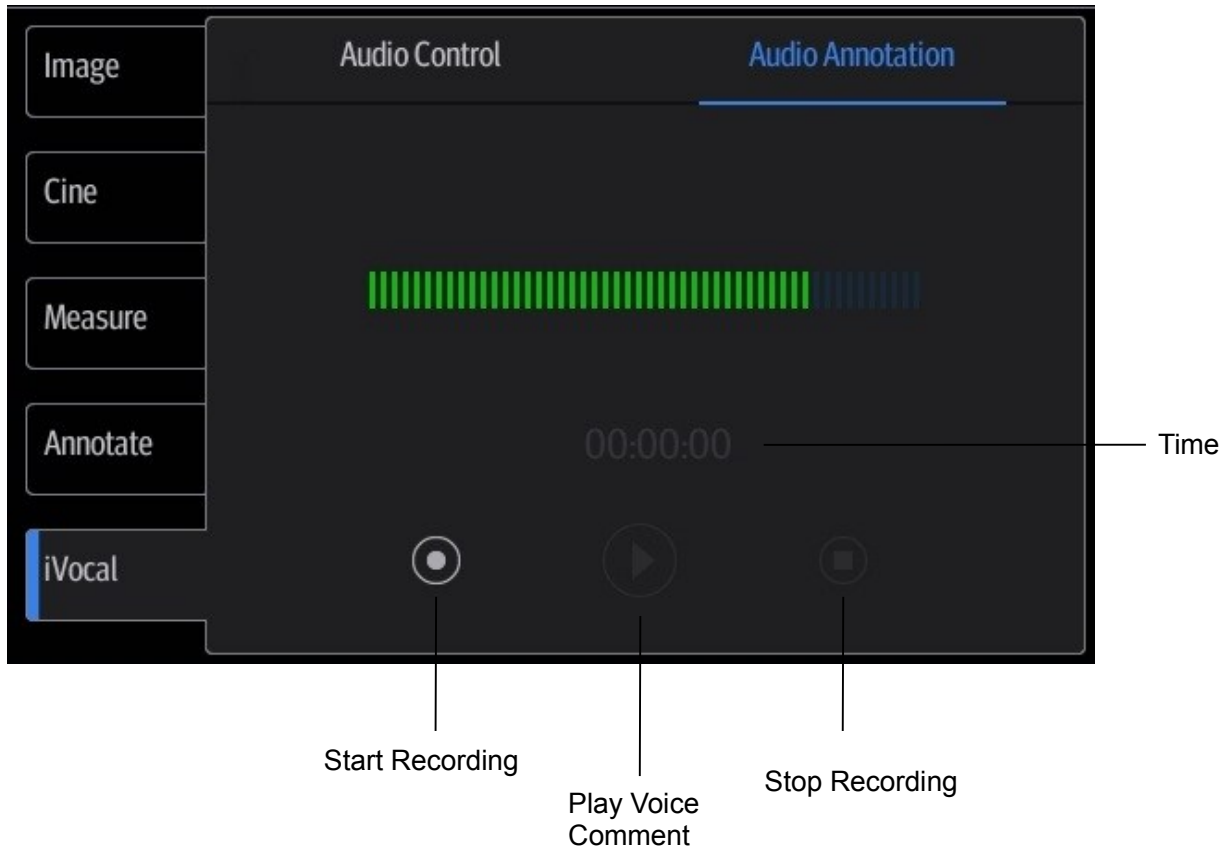 Image
Audio Control
Audio Annotation
Cine
Measure
Annotate
00:00:00
Time
iVocal
Start Recording
Play Voice
Comment
Stop Recording